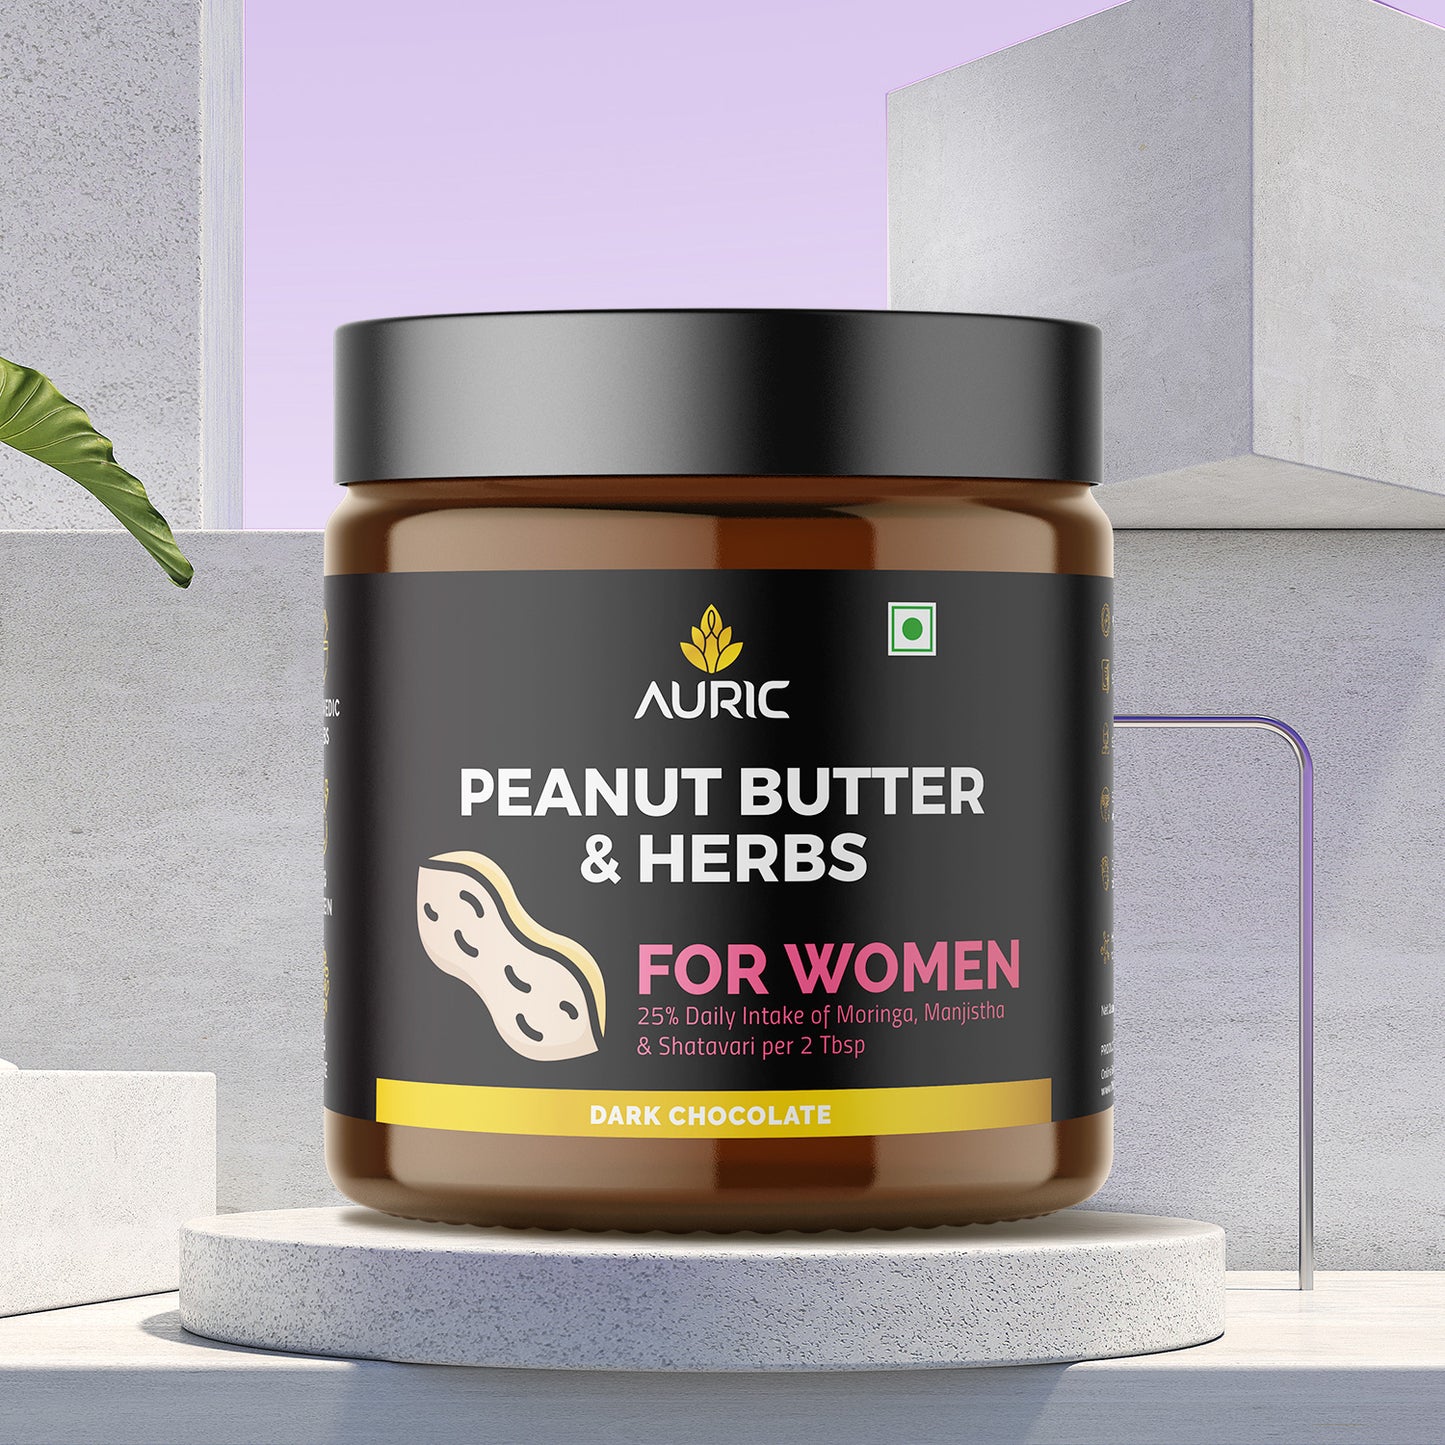 AURIC
PEANUT BUTTER
& HERBS
FOR WOMEN
25% Daily Intake of Moringa, Manjistha
& Shatavari per 2 Tbsp
DARK CHOCOLATE